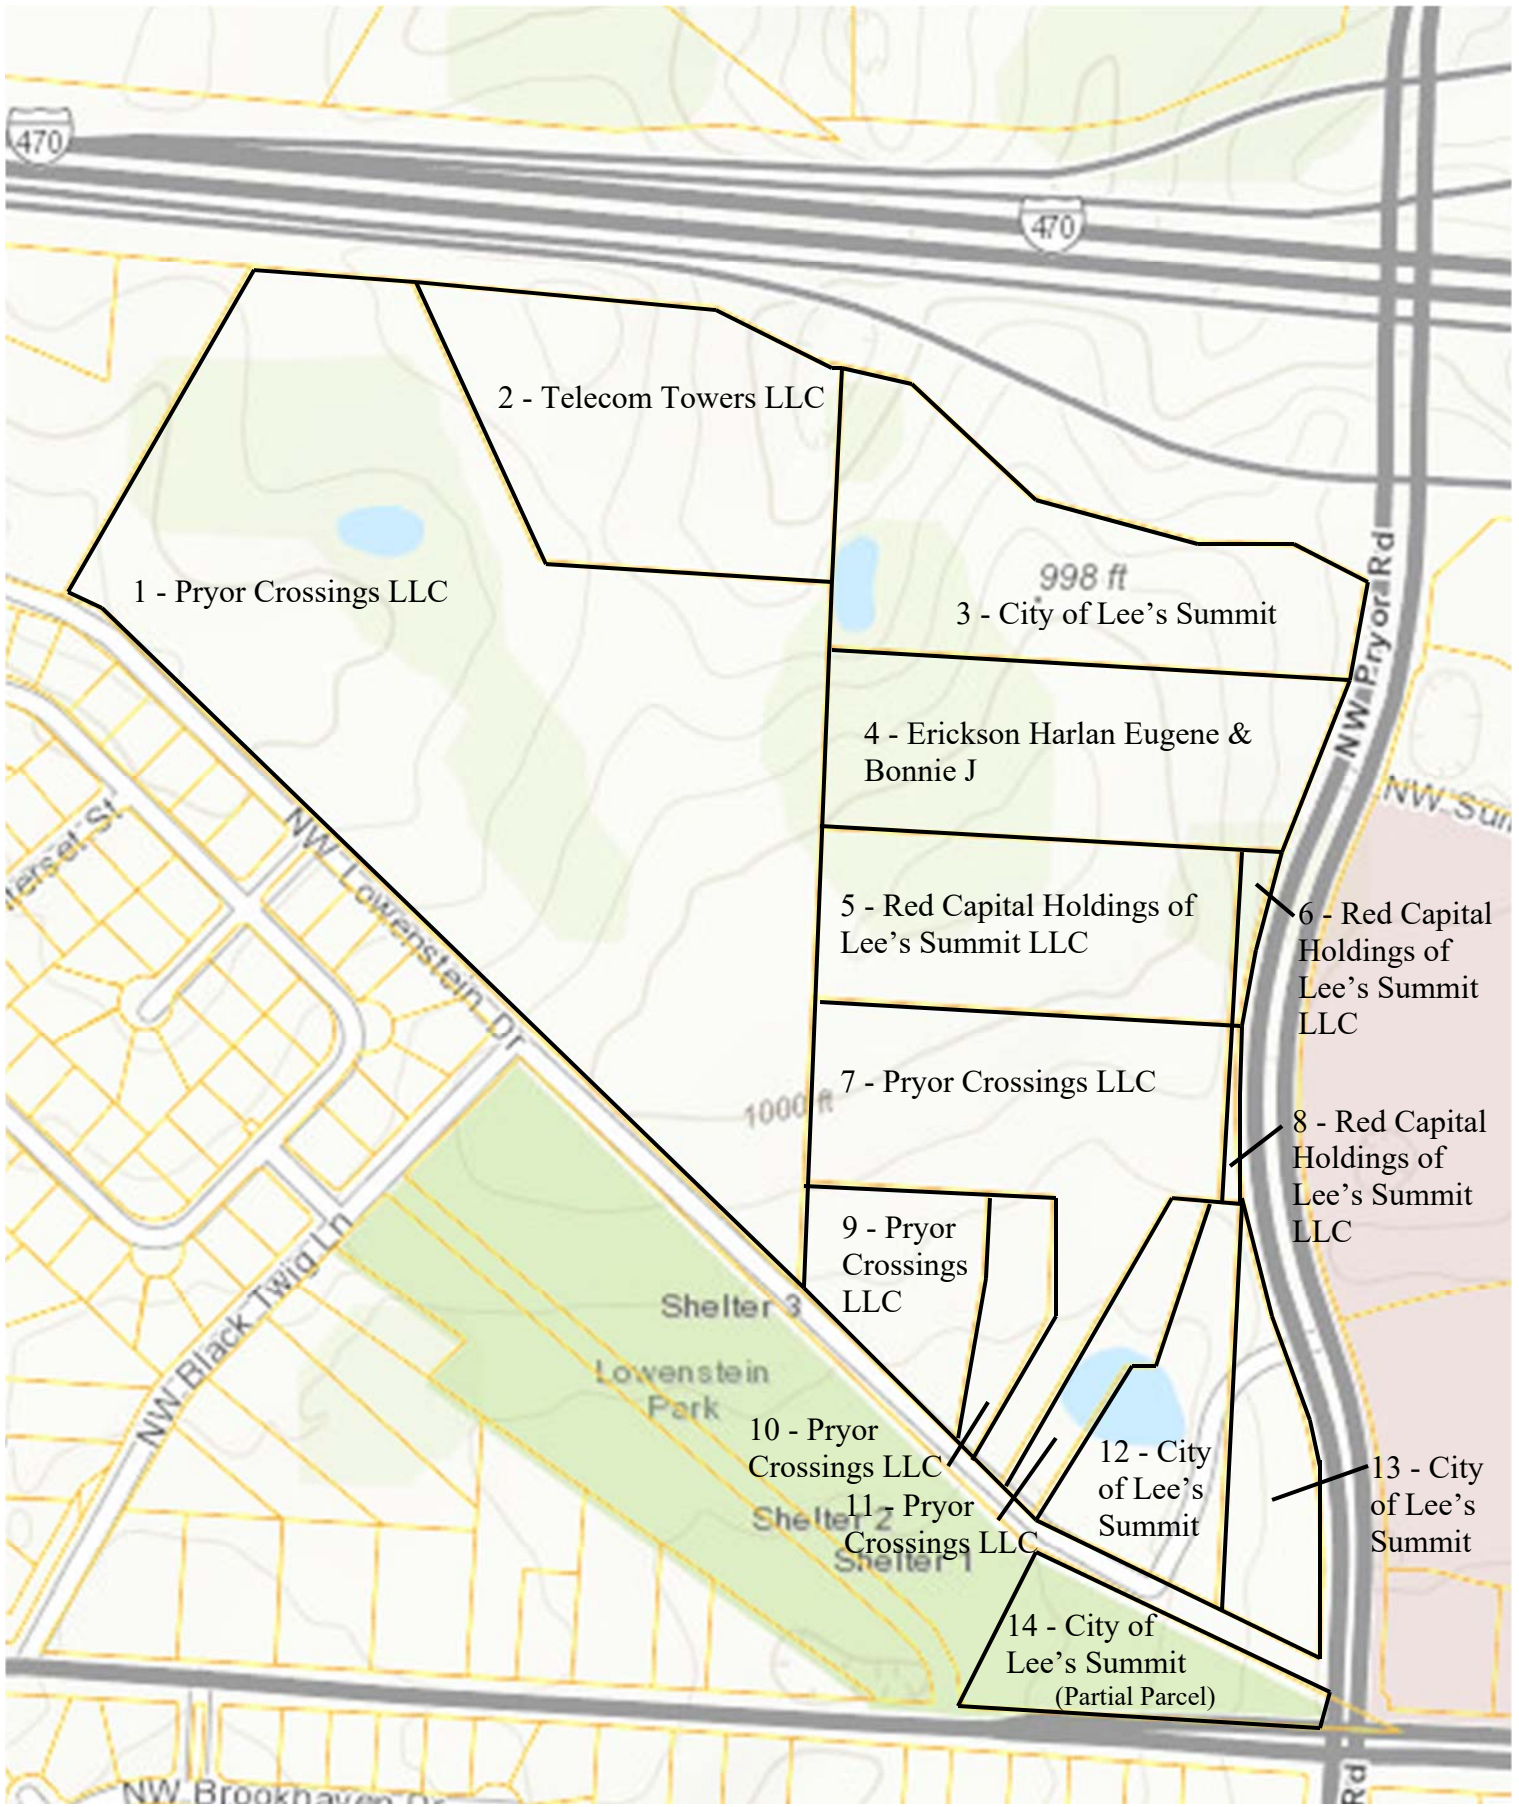 470
470
2 - Telecom Towers LLC
998 ft
1 - Pryor Crossings LLC
3 - City of Lee's Summit
NW Pryor Rd
4 - Erickson Harlan Eugene &
Bonnie J
NW Sum
terset St
NW Lowenstein Dr
5 - Red Capital Holdings of
Lee's Summit LLC
6 - Red Capital
Holdings of
Lee's Summit
LLC
7 - Pryor Crossings LLC
1000 ft
8 - Red Capital
Holdings of
Lee's Summit
LLC
NW Black Twig Ln
9 - Pryor
Crossings
LLC
Shelter 3
Lowenstein
Park
10 - Pryor
Crossings LLC
11 - Pryor
Crossings LLC
Shelter 2
Shelter 1
12 - City
of Lee's
Summit
13 - City
of Lee's
Summit
14 - City of
Lee's Summit
(Partial Parcel)
NW Brookhaven Dr
Rd